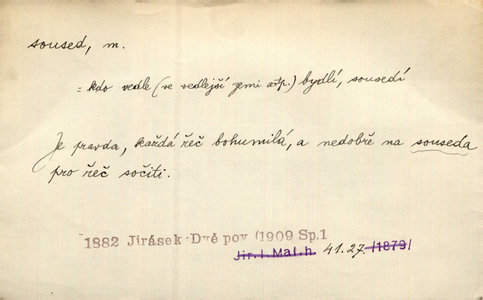 soused, m.
= kdo vedle (ve vedlejší zemi atp.) bydlí, sousedí
Je pravda, každá řeč bohumilá, a nedobře na souseda
pro řeč sočiti.
1882 Jirásek Dvě pov (1909 Sp.1
Jir. I. Mal.h. 41.27. /1879/